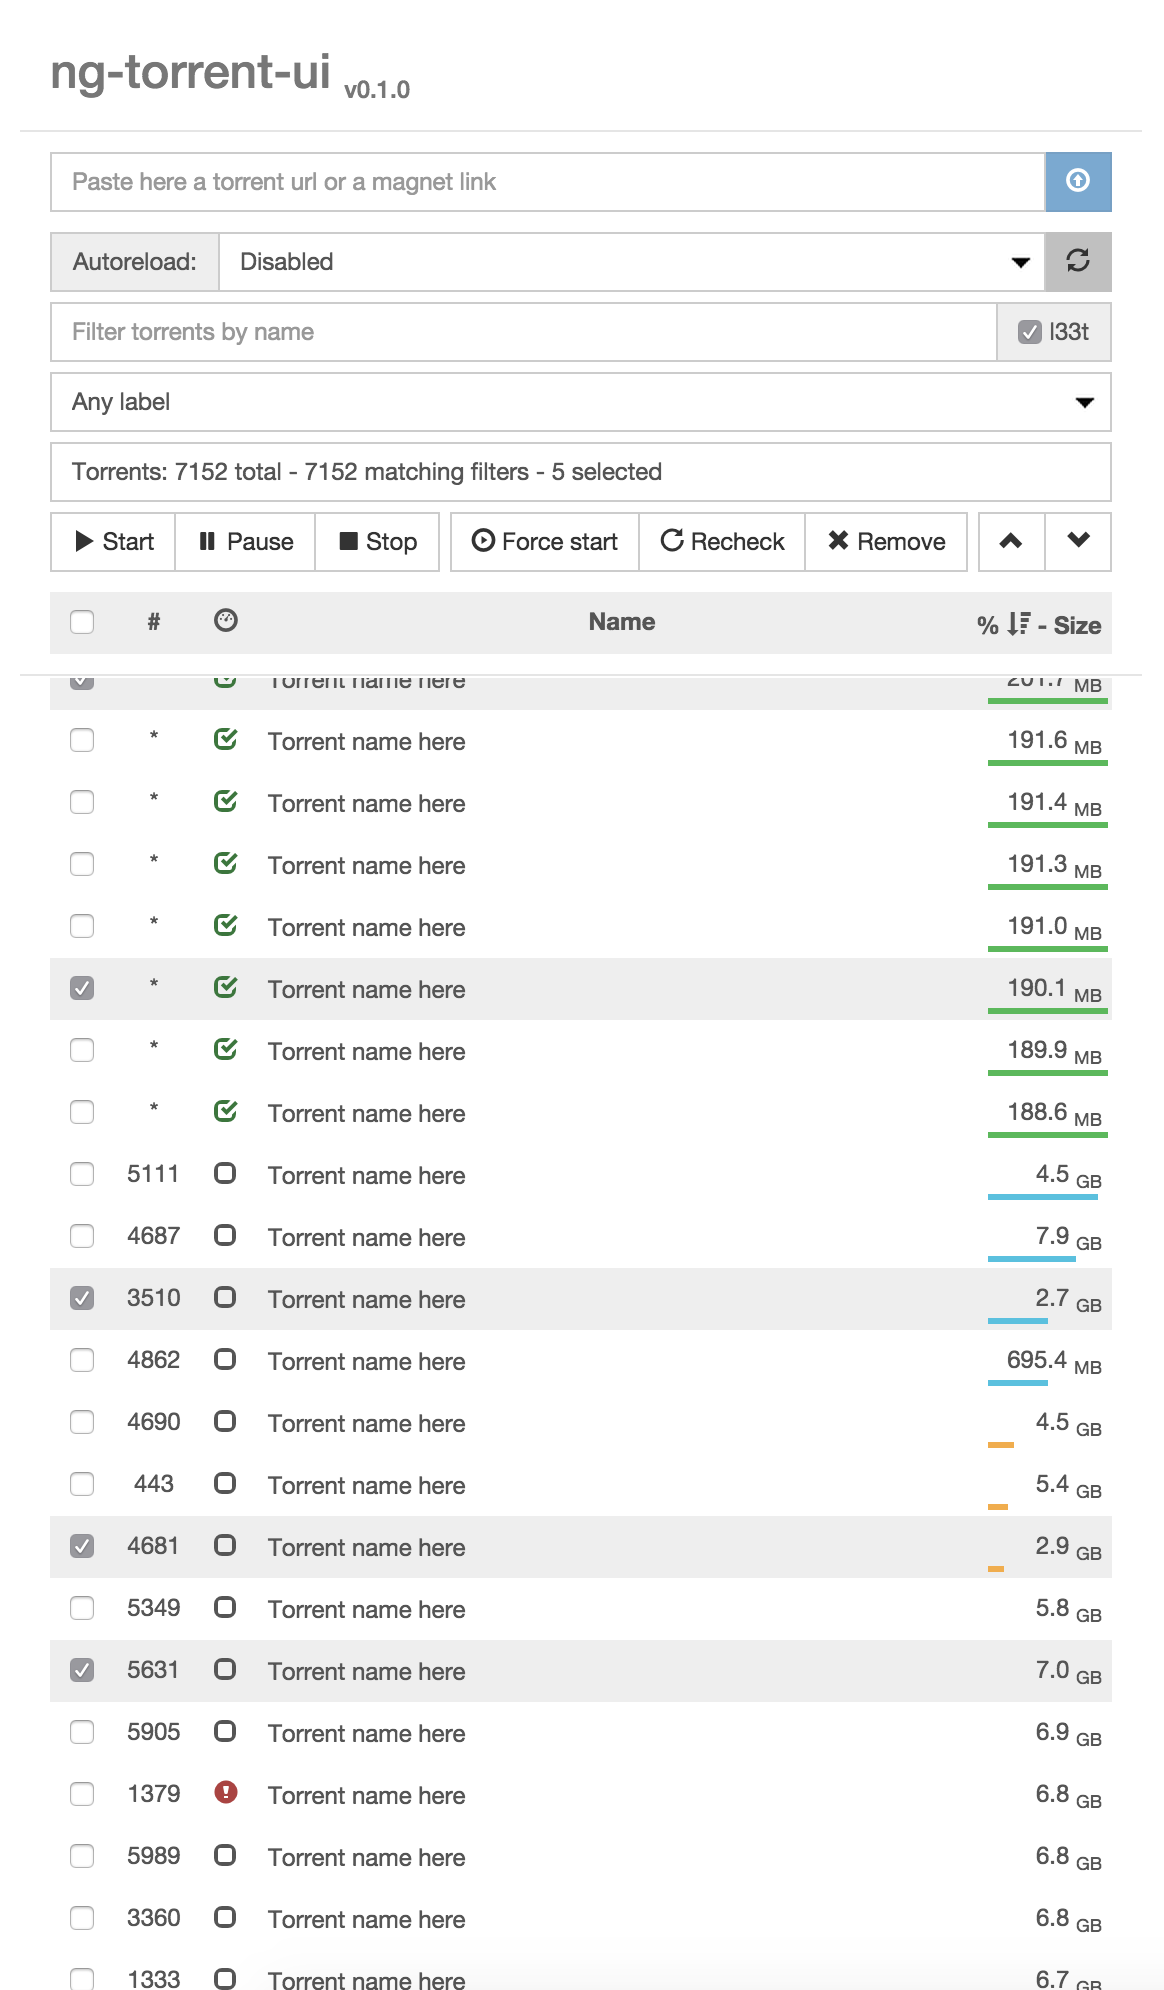 ng-torrent-ui v0.1.0
Paste here a torrent url or a magnet link
Autoreload: Disabled
Filter torrents by name l33t
Any label
Torrents: 7152 total - 7152 matching filters - 5 selected
Start Pause Stop Force start Recheck Remove
# Name % - Size
Torrent name here 201.7 MB
* Torrent name here 191.6 MB
* Torrent name here 191.4 MB
* Torrent name here 191.3 MB
* Torrent name here 191.0 MB
* Torrent name here 190.1 MB
* Torrent name here 189.9 MB
* Torrent name here 188.6 MB
5111 Torrent name here 4.5 GB
4687 Torrent name here 7.9 GB
3510 Torrent name here 2.7 GB
4862 Torrent name here 695.4 MB
4690 Torrent name here 4.5 GB
443 Torrent name here 5.4 GB
4681 Torrent name here 2.9 GB
5349 Torrent name here 5.8 GB
5631 Torrent name here 7.0 GB
5905 Torrent name here 6.9 GB
1379 Torrent name here 6.8 GB
5989 Torrent name here 6.8 GB
3360 Torrent name here 6.8 GB
1333 Torrent name here 6.7 GB